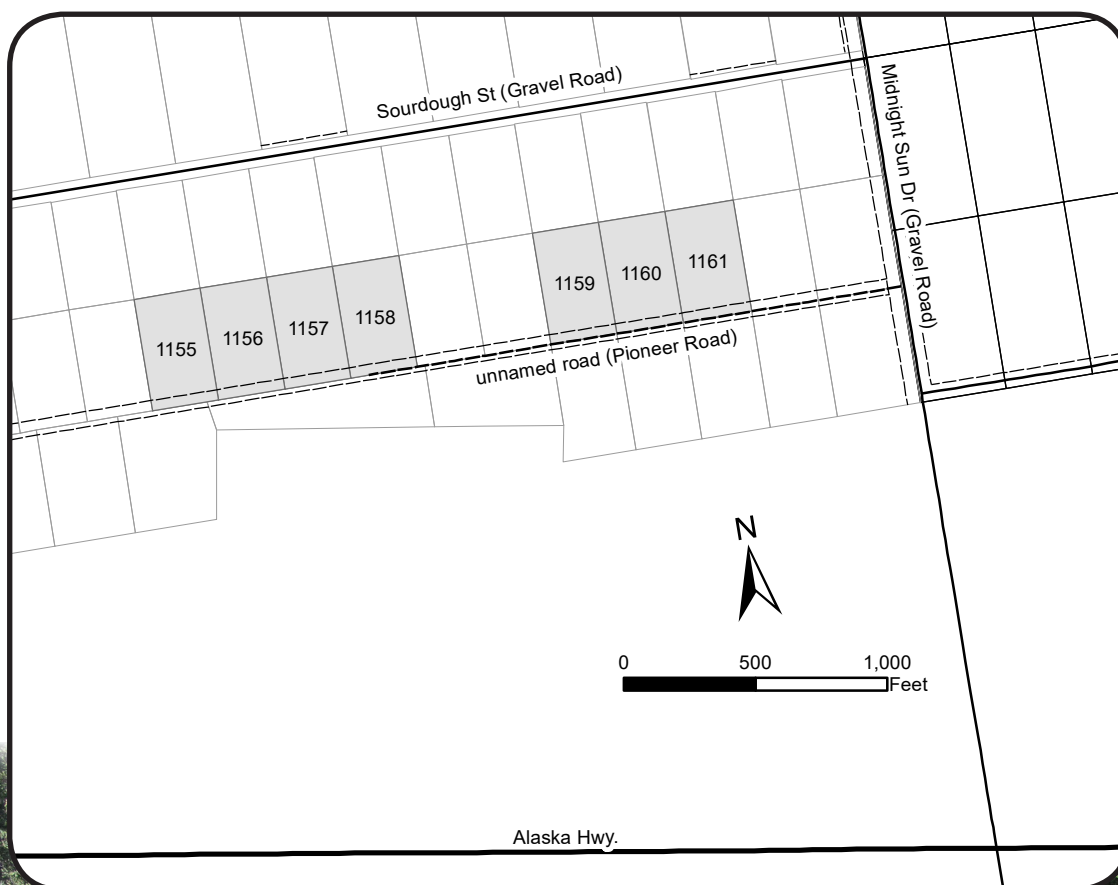 Sourdough St (Gravel Road)
Midnight Sun Dr (Gravel Road)
1161
1160
1159
1158
1157
1156
1155
unnamed road (Pioneer Road)
N
0 500 1,000
Feet
Alaska Hwy.